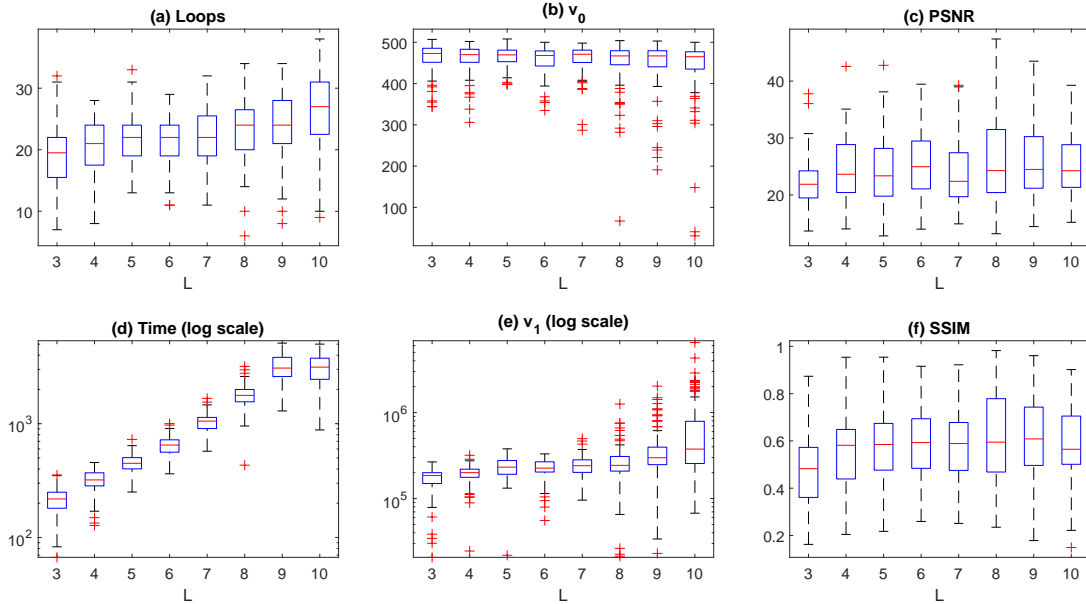 (a) Loops
30
20
10
3 4 5 6 7 8 9 10
L
(b) v_0
500
400
300
200
100
3 4 5 6 7 8 9 10
L
(c) PSNR
40
30
20
3 4 5 6 7 8 9 10
L
(d) Time (log scale)
10^3
10^2
3 4 5 6 7 8 9 10
L
(e) v_1 (log scale)
10^6
10^5
3 4 5 6 7 8 9 10
L
(f) SSIM
1
0.8
0.6
0.4
0.2
3 4 5 6 7 8 9 10
L